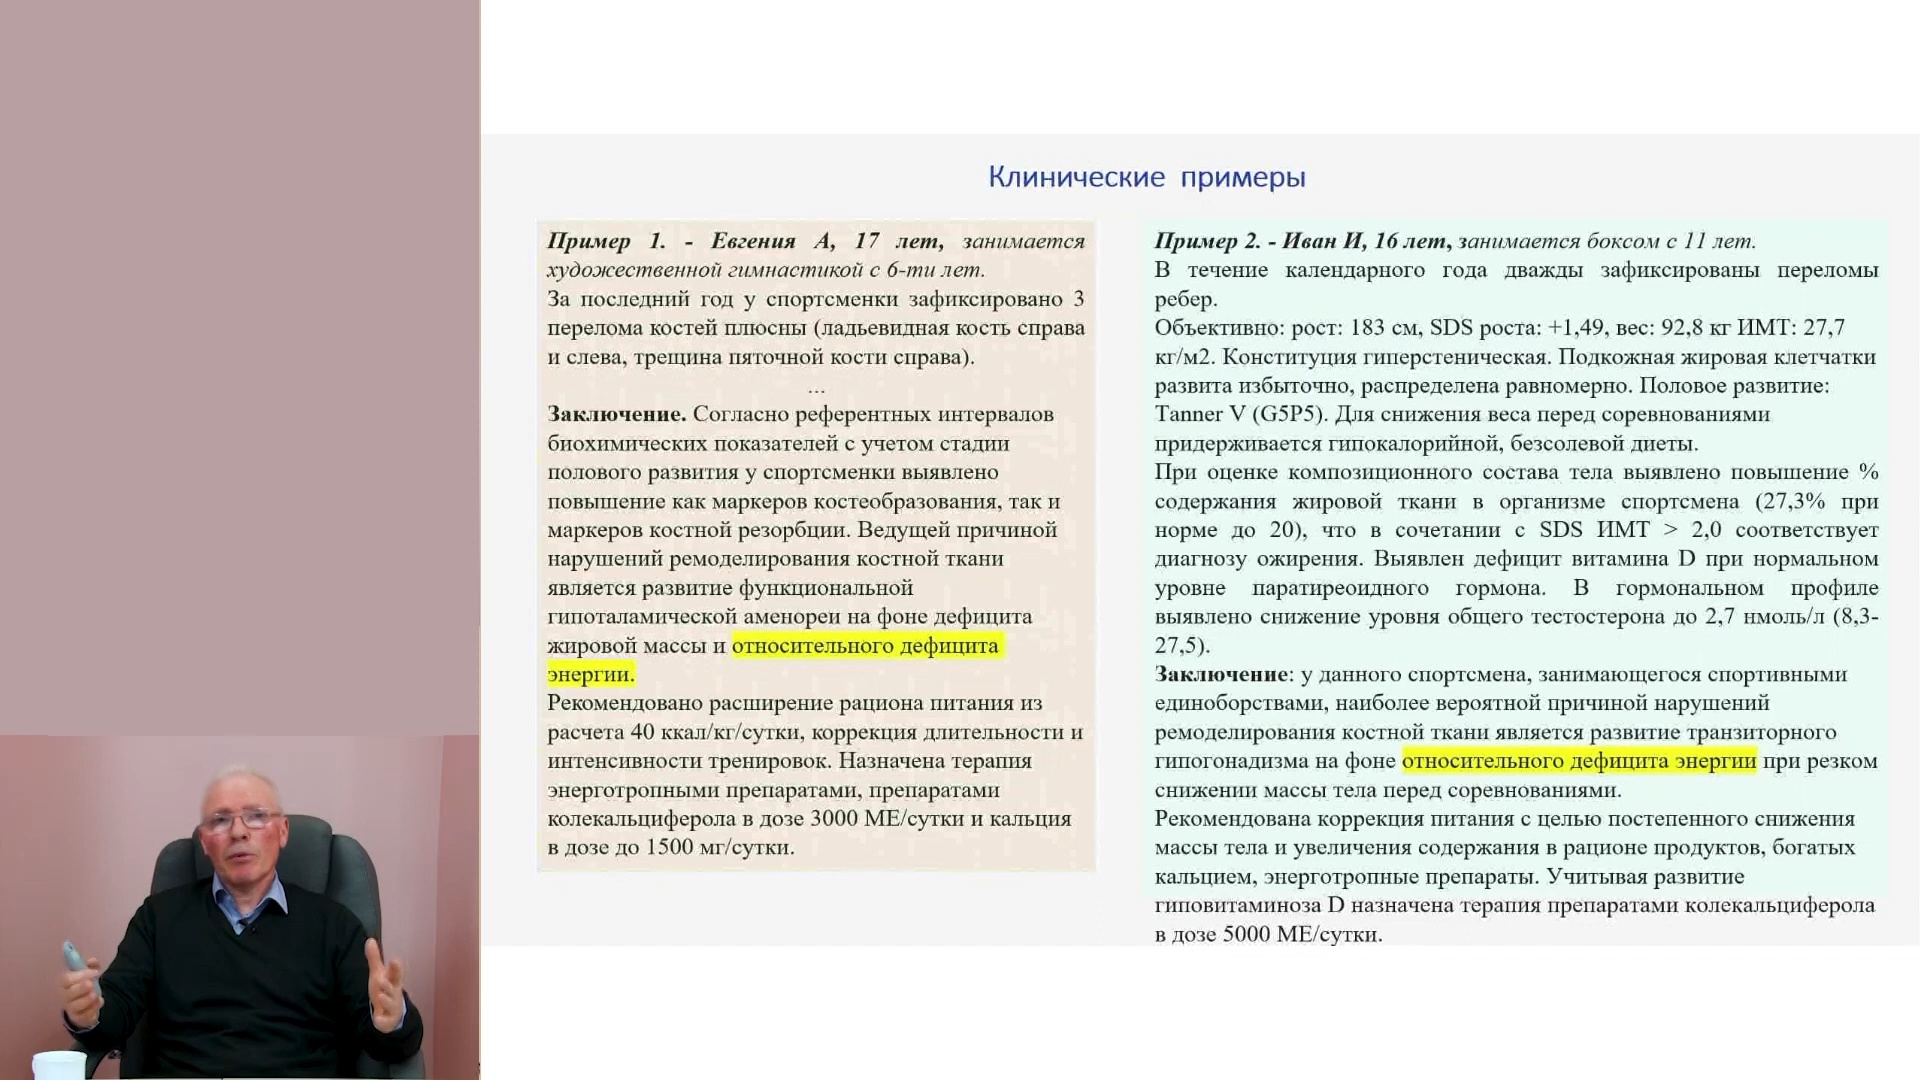 Клинические примеры
Пример 1. - Евгения А, 17 лет, занимается
художественной гимнастикой с 6-ти лет.
За последний год у спортсменки зафиксировано 3
перелома костей плюсны (ладьевидная кость справа
и слева, трещина пяточной кости справа).
...
Заключение. Согласно референтных интервалов
биохимических показателей с учетом стадии
полового развития у спортсменки выявлено
повышение как маркеров костеобразования, так и
маркеров костной резорбции. Ведущей причиной
нарушений ремоделирования костной ткани
является развитие функциональной
гипоталамической аменореи на фоне дефицита
жировой массы и относительного дефицита
энергии.
Рекомендовано расширение рациона питания из
расчета 40 ккал/кг/сутки, коррекция длительности и
интенсивности тренировок. Назначена терапия
энерготропными препаратами, препаратами
колекальциферола в дозе 3000 МЕ/сутки и кальция
в дозе до 1500 мг/сутки.
Пример 2. - Иван И, 16 лет, занимается боксом с 11 лет.
В течение календарного года дважды зафиксированы переломы
ребер.
Объективно: рост: 183 см, SDS роста: +1,49, вес: 92,8 кг ИМТ: 27,7
кг/м2. Конституция гиперстеническая. Подкожная жировая клетчатки
развита избыточно, распределена равномерно. Половое развитие:
Tanner V (G5P5). Для снижения веса перед соревнованиями
придерживается гипокалорийной, безсолевой диеты.
При оценке композиционного состава тела выявлено повышение %
содержания жировой ткани в организме спортсмена (27,3% при
норме до 20), что в сочетании с SDS ИМТ > 2,0 соответствует
диагнозу ожирения. Выявлен дефицит витамина D при нормальном
уровне паратиреоидного гормона. В гормональном профиле
выявлено снижение уровня общего тестостерона до 2,7 нмоль/л (8,3-
27,5).
Заключение: у данного спортсмена, занимающегося спортивными
единоборствами, наиболее вероятной причиной нарушений
ремоделирования костной ткани является развитие транзиторного
гипогонадизма на фоне относительного дефицита энергии при резком
снижении массы тела перед соревнованиями.
Рекомендована коррекция питания с целью постепенного снижения
массы тела и увеличения содержания в рационе продуктов, богатых
кальцием, энерготропные препараты. Учитывая развитие
гиповитаминоза D назначена терапия препаратами колекальциферола
в дозе 5000 МЕ/сутки.